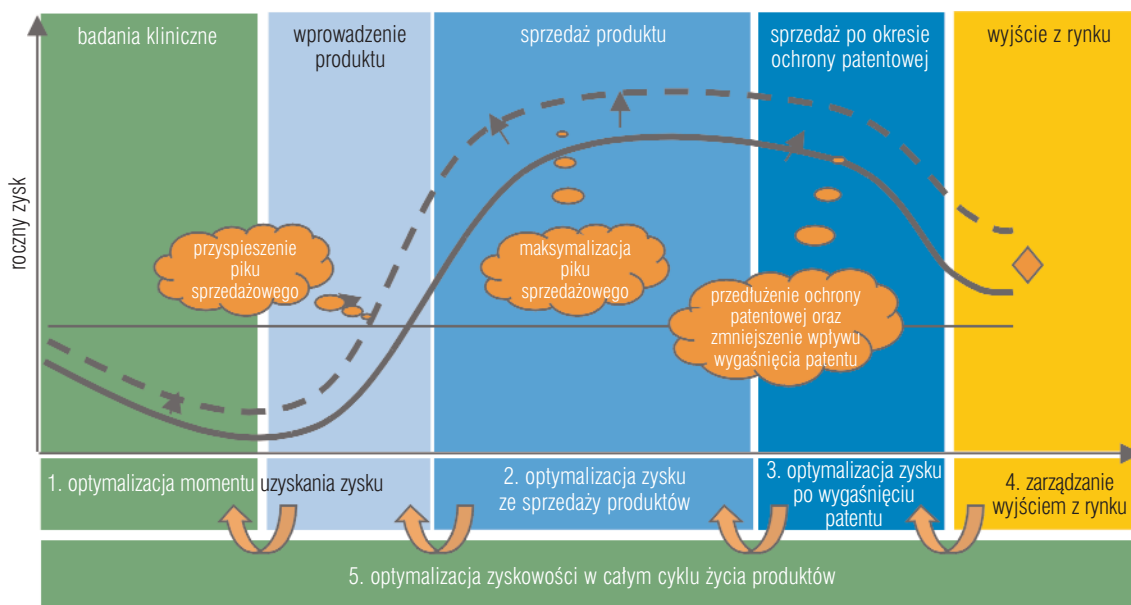 badania kliniczne
wprowadzenie
produktu
sprzedaż produktu
sprzedaż po okresie
ochrony patentowej
wyjście z rynku
roczny zysk
przyspieszenie
piku
sprzedażowego
maksymalizacja
piku
sprzedażowego
przedłużenie ochrony
patentowej oraz
zmniejszenie wpływu
wygaśnięcia patentu
1. optymalizacja momentu uzyskania zysku
2. optymalizacja zysku
ze sprzedaży produktów
3. optymalizacja zysku
po wygaśnięciu
patentu
4. zarządzanie
wyjściem z rynku
5. optymalizacja zyskowości w całym cyklu życia produktów